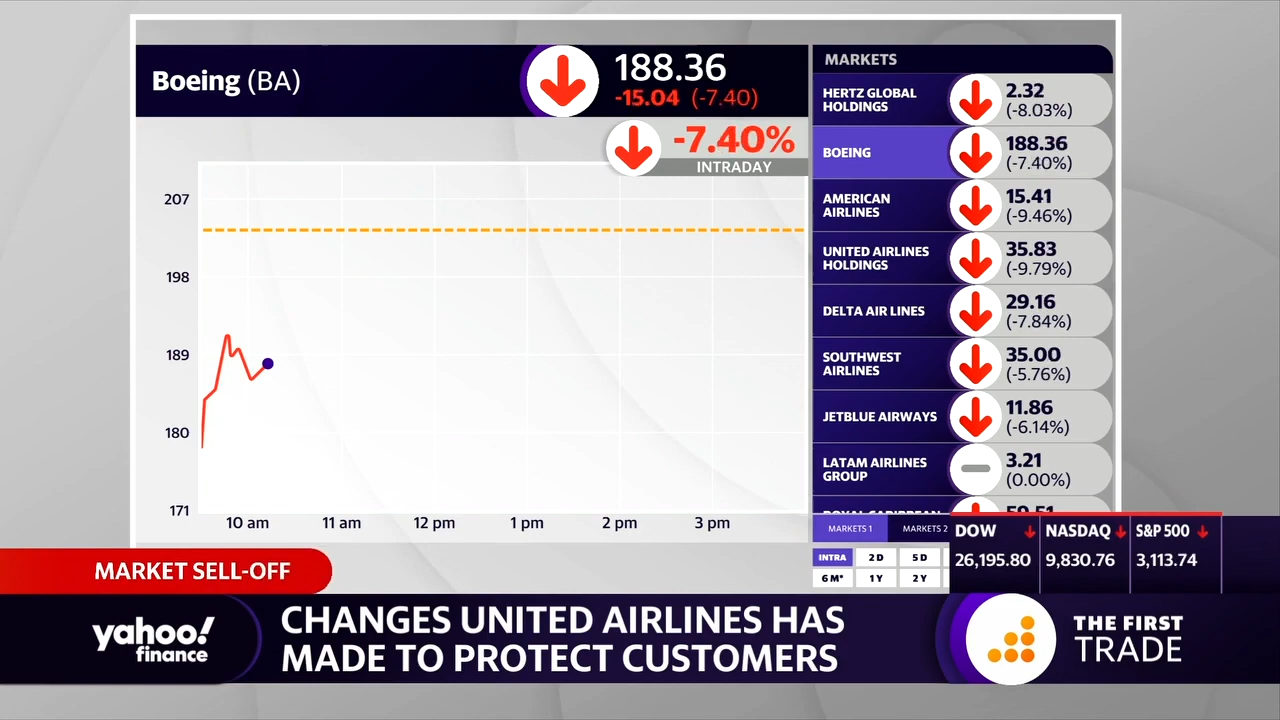 Boeing (BA)
188.36
-15.04 (-7.40)
-7.40%
INTRADAY
207
198
189
180
171
10 am
11 am
12 pm
1 pm
2 pm
3 pm
MARKETS
HERTZ GLOBAL
HOLDINGS
2.32
(-8.03%)
BOEING
188.36
(-7.40%)
AMERICAN
AIRLINES
15.41
(-9.46%)
UNITED AIRLINES
HOLDINGS
35.83
(-9.79%)
DELTA AIR LINES
29.16
(-7.84%)
SOUTHWEST
AIRLINES
35.00
(-5.76%)
JETBLUE AIRWAYS
11.86
(-6.14%)
LATAM AIRLINES
GROUP
3.21
(0.00%)
MARKETS 1
MARKETS 2
INTRA
2 D
5 D
6 M*
1 Y
2 Y
DOW
26,195.80
NASDAQ
9,830.76
S&P 500
3,113.74
MARKET SELL-OFF
yahoo!
finance
CHANGES UNITED AIRLINES HAS
MADE TO PROTECT CUSTOMERS
THE FIRST
TRADE